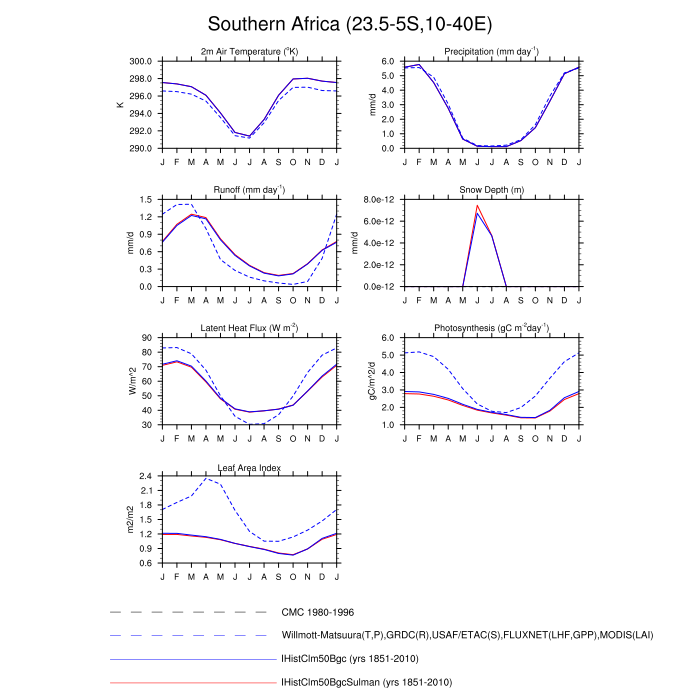 Southern Africa (23.5-5S,10-40E)
2m Air Temperature (°K)
300.0
298.0
296.0
294.0
292.0
290.0
K
J F M A M J J A S O N D J
Precipitation (mm day-1)
6.0
5.0
4.0
3.0
2.0
1.0
0.0
mm/d
J F M A M J J A S O N D J
Runoff (mm day-1)
1.5
1.2
0.9
0.6
0.3
0.0
mm/d
J F M A M J J A S O N D J
Snow Depth (m)
8.0e-12
6.0e-12
4.0e-12
2.0e-12
0.0e-12
mm/d
J F M A M J J A S O N D J
Latent Heat Flux (W m-2)
90
80
70
60
50
40
30
W/m^2
J F M A M J J A S O N D J
Photosynthesis (gC m-2day-1)
6.0
5.0
4.0
3.0
2.0
1.0
gC/m^2/d
J F M A M J J A S O N D J
Leaf Area Index
2.4
2.1
1.8
1.5
1.2
0.9
0.6
m2/m2
J F M A M J J A S O N D J
CMC 1980-1996
Willmott-Matsuura(T,P),GRDC(R),USAF/ETAC(S),FLUXNET(LHF,GPP),MODIS(LAI)
IHistClm50Bgc (yrs 1851-2010)
IHistClm50BgcSulman (yrs 1851-2010)